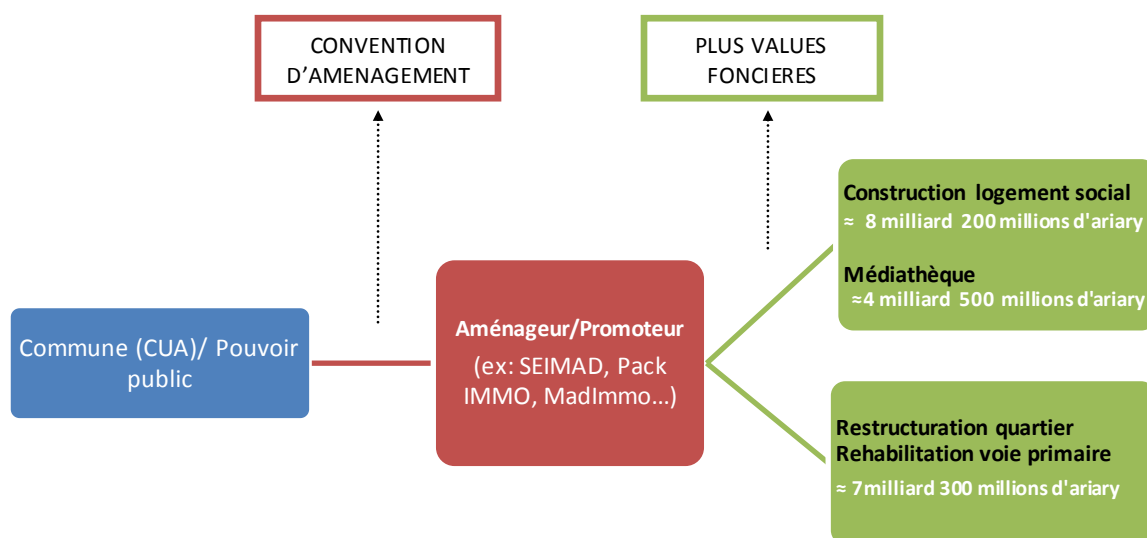 CONVENTION
D'AMENAGEMENT
PLUS VALUES
FONCIERES
Commune (CUA)/ Pouvoir
public
Aménageur/Promoteur
(ex: SEIMAD, Pack
IMMO, MadImmo...)
Construction logement social
≈ 8 milliard 200 millions d'ariary
Médiathèque
≈4 milliard 500 millions d'ariary
Restructuration quartier
Rehabilitation voie primaire
≈ 7milliard 300 millions d'ariary